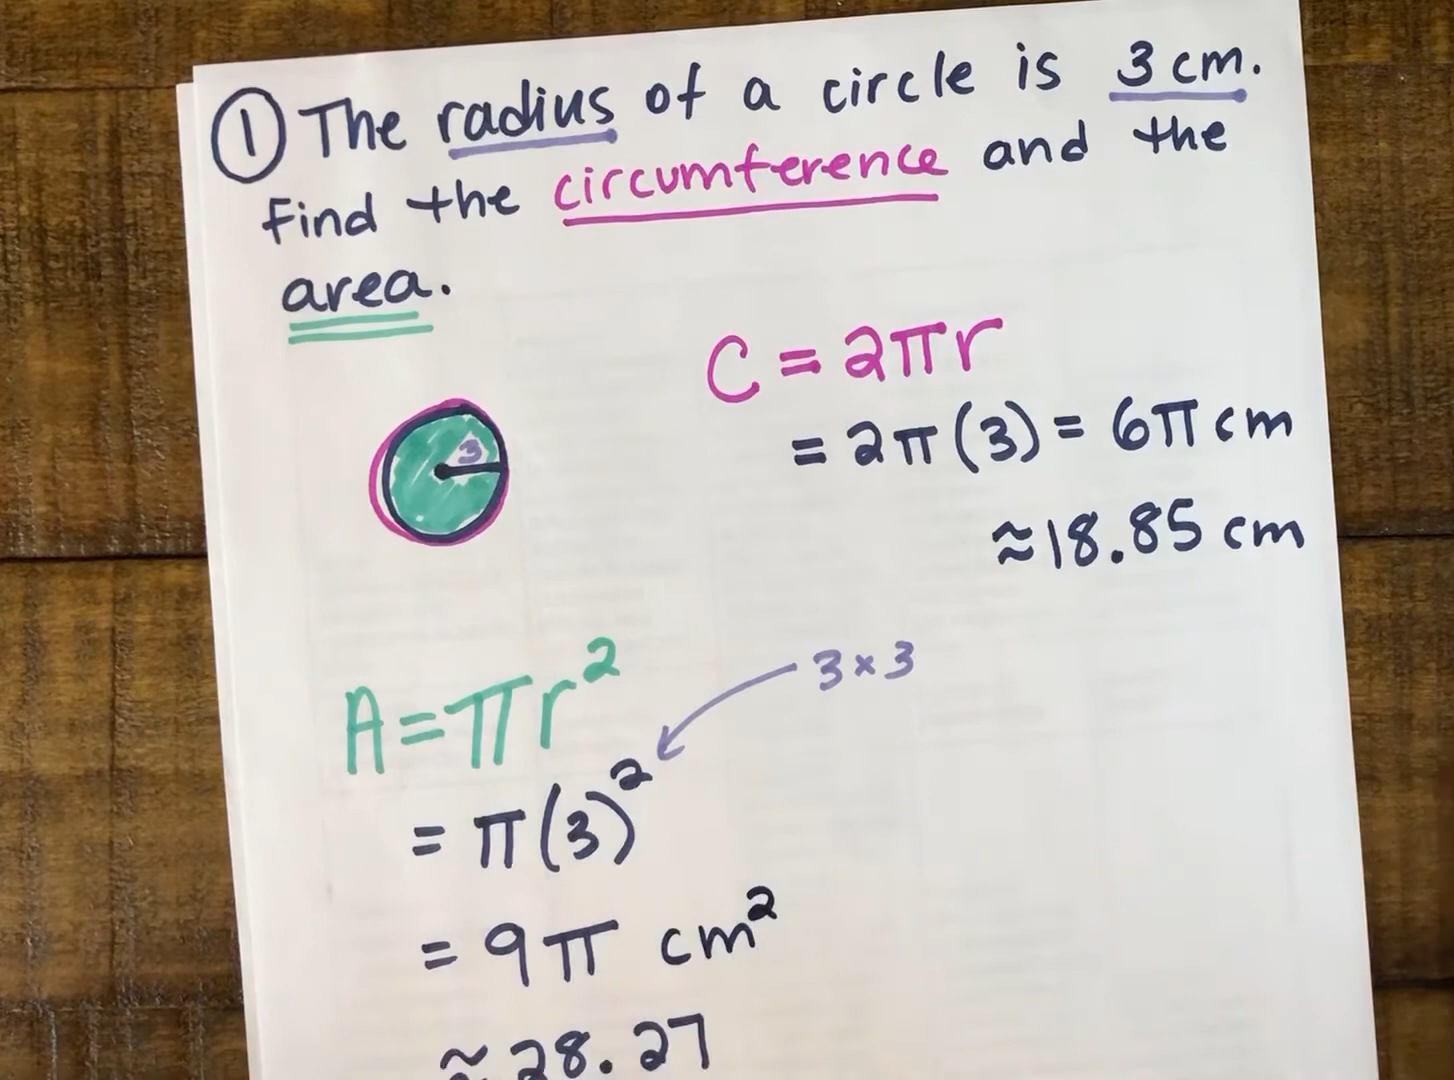 ① The radius of a circle is 3 cm.
Find the circumference and the
area.
3
C = 2πr
= 2π(3) = 6π cm
≈ 18.85 cm
A = πr²
3 × 3
= π(3)²
= 9π cm²
≈ 28.27